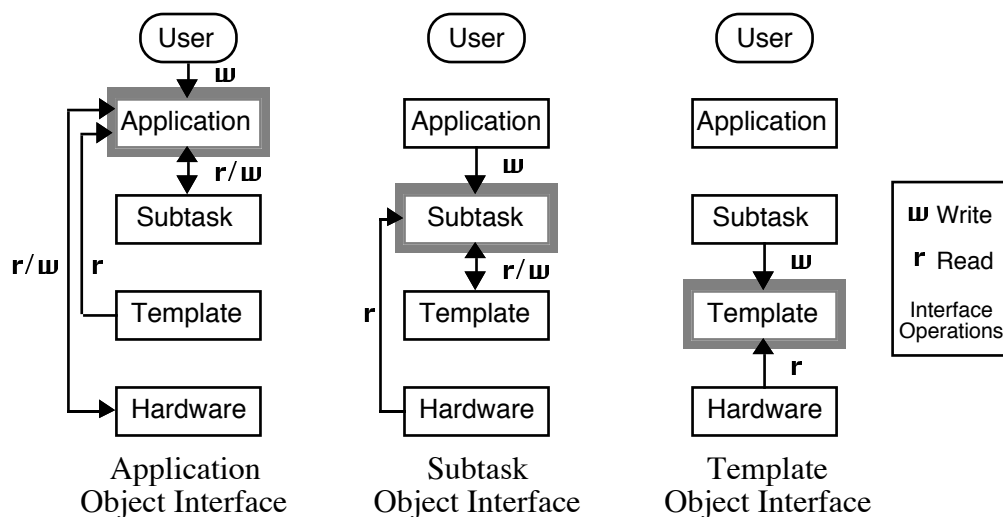 User
w
Application
r/w
Subtask
r/w
r
Template
Hardware
Application
Object Interface
User
Application
w
Subtask
r/w
r
Template
Hardware
Subtask
Object Interface
User
Application
Subtask
w
Template
r
Hardware
Template
Object Interface
w Write
r Read
Interface
Operations